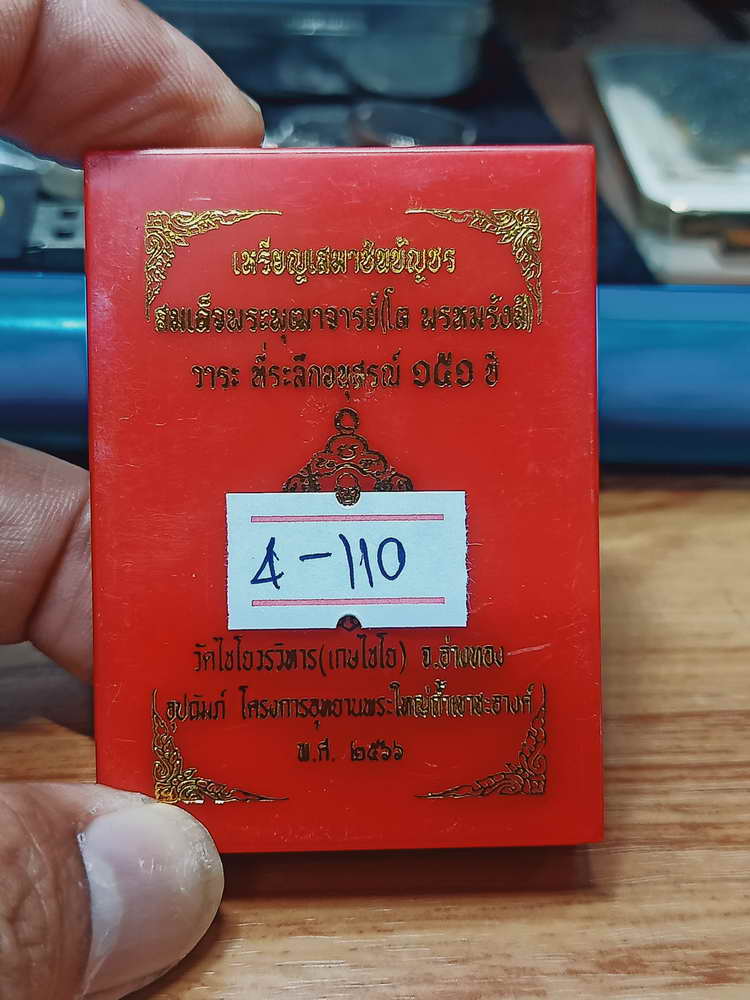 เหรียญเสมาชินบัญชร
สมเด็จพระพุฒาจารย์(โต พรหมรังสี)
วาระ ที่ระลึกอนุสรณ์ ๑๕๑ ปี
4-110
วัดไชโยวรวิหาร(เกษไชโย) จ.อ่างทอง
อุปถัมภ์ โครงการอุทยานพระใหญ่ถ้ำเขาชะอางค์
พ.ศ. ๒๕๖๖